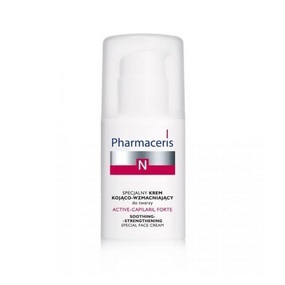 Pharmaceris
N
SPECJALNY KREM
KOJĄCO-WZMACNIAJĄCY
do twarzy
ACTIVE-CAPILARIL FORTE
SOOTHING-
-STRENGTHENING
SPECIAL FACE CREAM